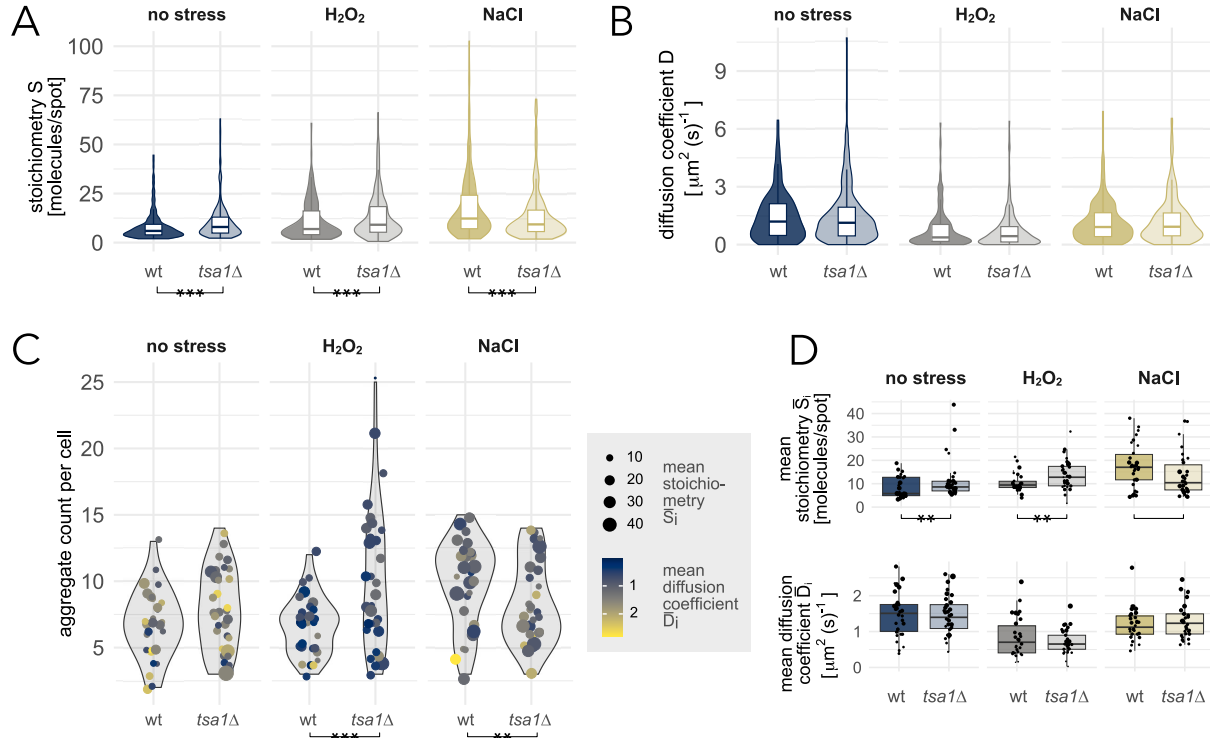 A
no stress
H₂O₂
NaCl
stoichiometry S
[molecules/spot]
100
75
50
25
0
wt
tsa1Δ
wt
tsa1Δ
wt
tsa1Δ
***
***
***
B
no stress
H₂O₂
NaCl
diffusion coefficient D
[ μm² (s)⁻¹ ]
9
6
3
0
wt
tsa1Δ
wt
tsa1Δ
wt
tsa1Δ
C
no stress
H₂O₂
NaCl
aggregate count per cell
25
20
15
10
5
wt
tsa1Δ
wt
tsa1Δ
wt
tsa1Δ
***
**
10
20
30
40
mean
stoichio-
metry
S̅i
1
2
mean
diffusion
coefficient
D̅i
D
no stress
H₂O₂
NaCl
mean
stoichiometry S̅i
[molecules/spot]
40
30
20
10
0
**
**
mean diffusion
coefficient D̅i
[ μm² (s)⁻¹ ]
2
1
0
wt
tsa1Δ
wt
tsa1Δ
wt
tsa1Δ